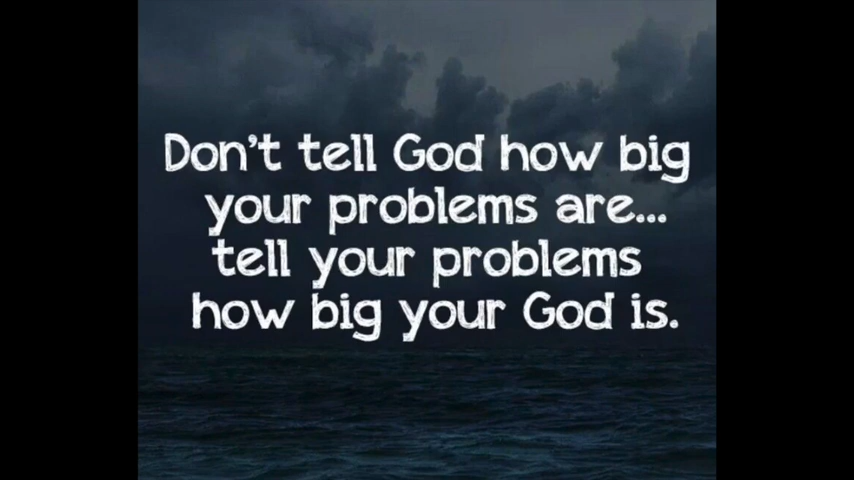 Don't tell God how big
your problems are...
tell your problems
how big your God is.